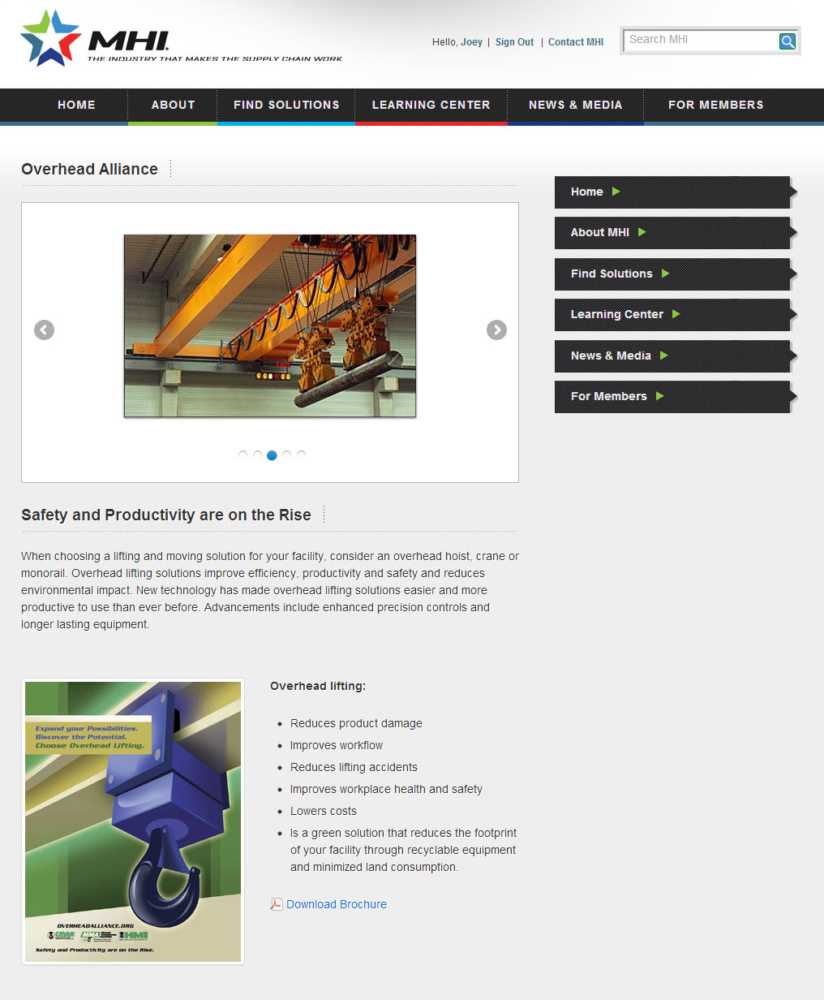 MHI.
THE INDUSTRY THAT MAKES THE SUPPLY CHAIN WORK
Hello, Joey | Sign Out | Contact MHI
Search MHI
HOME ABOUT FIND SOLUTIONS LEARNING CENTER NEWS & MEDIA FOR MEMBERS
Overhead Alliance
Home
About MHI
Find Solutions
Learning Center
News & Media
For Members
Safety and Productivity are on the Rise
When choosing a lifting and moving solution for your facility, consider an overhead hoist, crane or
monorail. Overhead lifting solutions improve efficiency, productivity and safety and reduces
environmental impact. New technology has made overhead lifting solutions easier and more
productive to use than ever before. Advancements include enhanced precision controls and
longer lasting equipment.
Expand your Possibilities.
Discover the Potential.
Choose Overhead Lifting.
OVERHEADALLIANCE.ORG
CMAA MMA HMI
Safety and Productivity are on the Rise.
Overhead lifting:
Reduces product damage
Improves workflow
Reduces lifting accidents
Improves workplace health and safety
Lowers costs
Is a green solution that reduces the footprint
of your facility through recyclable equipment
and minimized land consumption.
Download Brochure